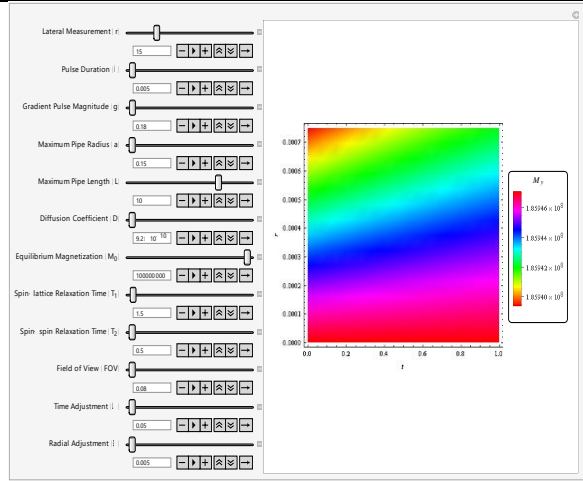 Lateral Measurement | r|
15
Pulse Duration | |
0.005
Gradient Pulse Magnitude | g|
0.18
Maximum Pipe Radius | a|
0.15
Maximum Pipe Length | L|
10
Diffusion Coefficient | D|
9.2 10 10
Equilibrium Magnetization | M0|
100000000
Spin- lattice Relaxation Time | T1|
1.5
Spin- spin Relaxation Time | T2|
0.5
Field of View | FOV|
0.08
Time Adjustment | |
0.05
Radial Adjustment | |
0.005
0.0007
0.0006
0.0005
0.0004
0.0003
0.0002
0.0001
0.0000
r
0.0 0.2 0.4 0.6 0.8 1.0
t
My
1.85946 × 10^8
1.85944 × 10^8
1.85942 × 10^8
1.85940 × 10^8